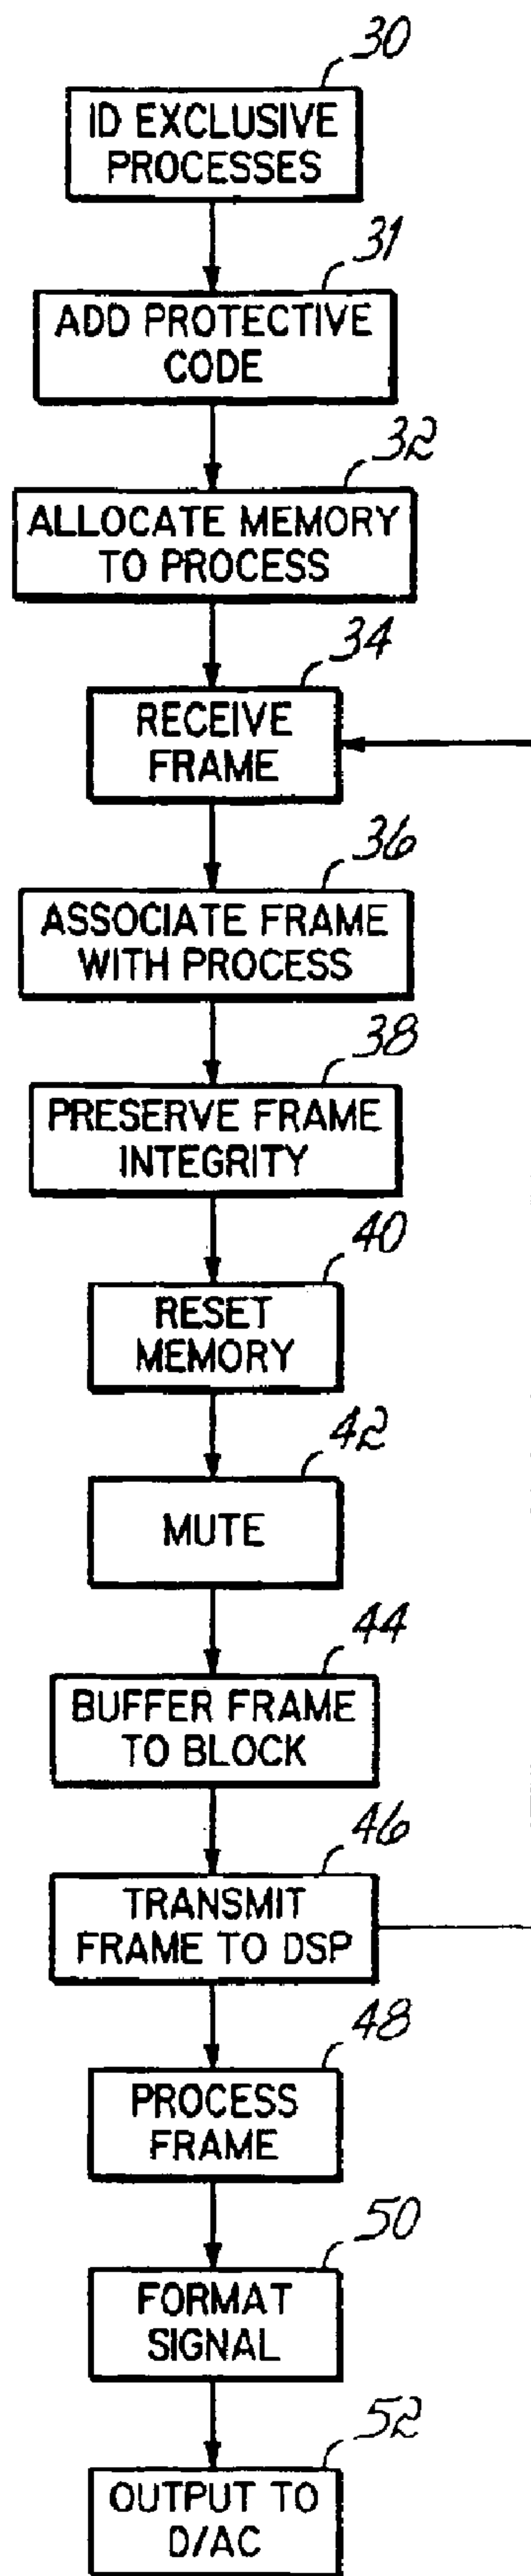 30
ID EXCLUSIVE
PROCESSES
31
ADD PROTECTIVE
CODE
32
ALLOCATE MEMORY
TO PROCESS
34
RECEIVE
FRAME
36
ASSOCIATE FRAME
WITH PROCESS
38
PRESERVE FRAME
INTEGRITY
40
RESET
MEMORY
42
MUTE
44
BUFFER FRAME
TO BLOCK
46
TRANSMIT
FRAME TO DSP
48
PROCESS
FRAME
50
FORMAT
SIGNAL
52
OUTPUT TO
D/AC